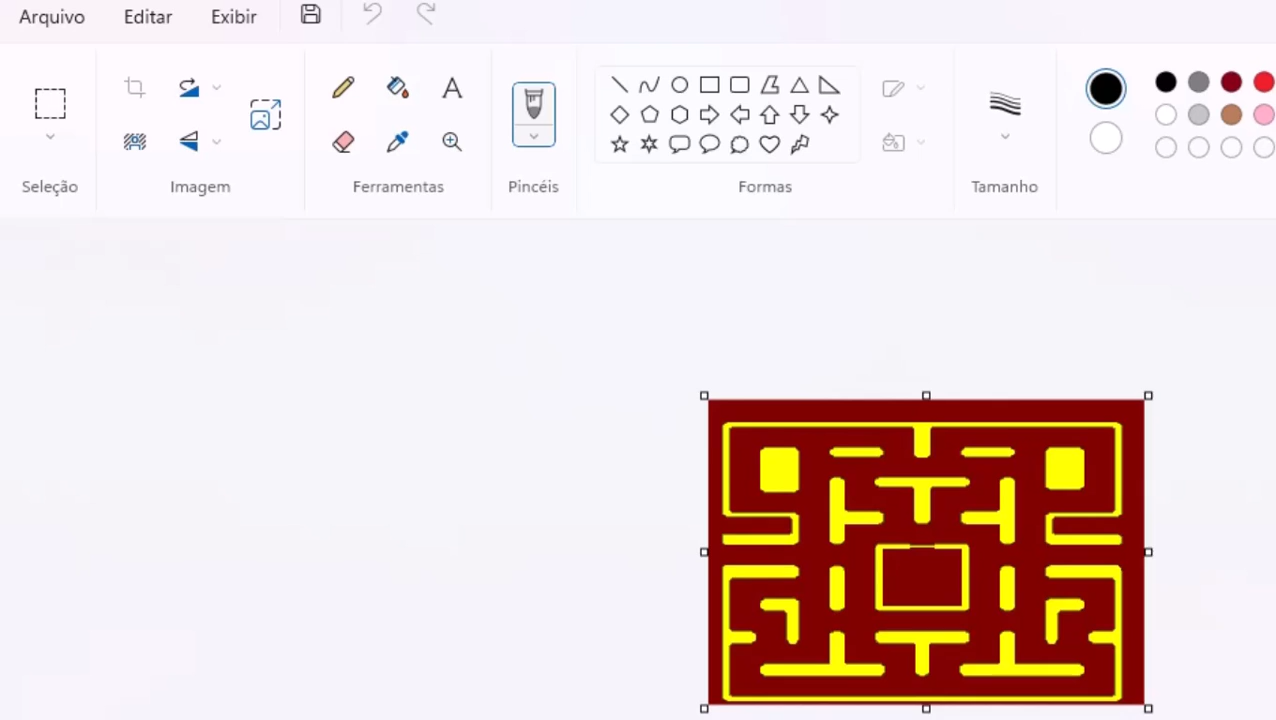 Arquivo Editar Exibir
A
Seleção Imagem Ferramentas Pincéis Formas Tamanho